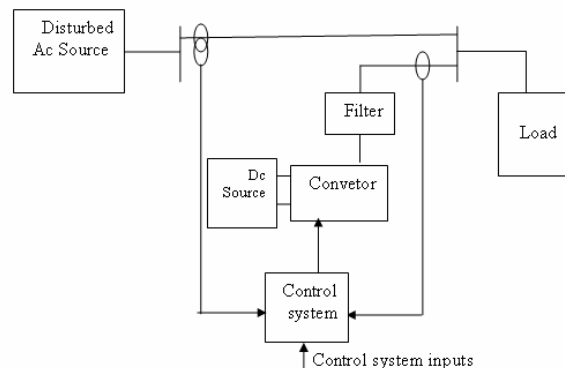 Disturbed
Ac Source
Filter
Load
Dc
Source
Convetor
Control
system
Control system inputs